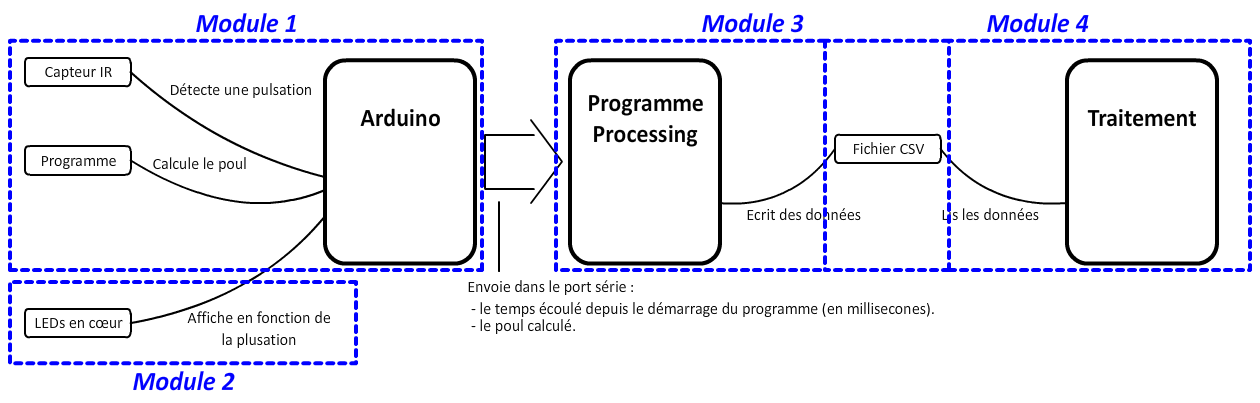 Module 1
Capteur IR
Détecte une pulsation
Arduino
Programme
Calcule le poul
LEDs en cœur
Affiche en fonction de
la plusation
Module 2
Envoie dans le port série :
- le temps écoulé depuis le démarrage du programme (en millisecones).
- le poul calculé.
Module 3
Programme
Processing
Ecrit des données
Fichier CSV
Module 4
Lis les données
Traitement